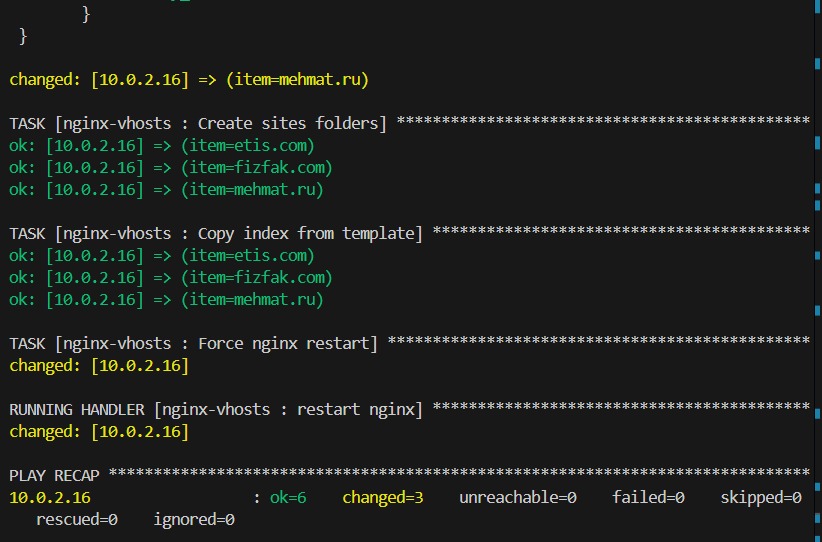 }
}
changed: [10.0.2.16] => (item=mehmat.ru)
TASK [nginx-vhosts : Create sites folders] **********************************************
ok: [10.0.2.16] => (item=etis.com)
ok: [10.0.2.16] => (item=fizfak.com)
ok: [10.0.2.16] => (item=mehmat.ru)
TASK [nginx-vhosts : Copy index from template] ******************************************
ok: [10.0.2.16] => (item=etis.com)
ok: [10.0.2.16] => (item=fizfak.com)
ok: [10.0.2.16] => (item=mehmat.ru)
TASK [nginx-vhosts : Force nginx restart] ***********************************************
changed: [10.0.2.16]
RUNNING HANDLER [nginx-vhosts : restart nginx] ******************************************
changed: [10.0.2.16]
PLAY RECAP ******************************************************************************
10.0.2.16 : ok=6 changed=3 unreachable=0 failed=0 skipped=0
rescued=0 ignored=0